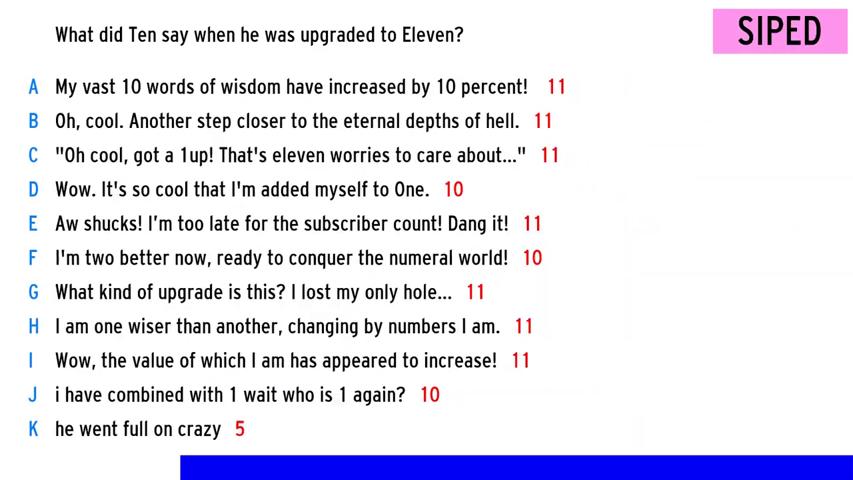 What did Ten say when he was upgraded to Eleven?
SIPED
A My vast 10 words of wisdom have increased by 10 percent! 11
B Oh, cool. Another step closer to the eternal depths of hell. 11
C "Oh cool, got a 1up! That's eleven worries to care about..." 11
D Wow. It's so cool that I'm added myself to One. 10
E Aw shucks! I’m too late for the subscriber count! Dang it! 11
F I'm two better now, ready to conquer the numeral world! 10
G What kind of upgrade is this? I lost my only hole... 11
H I am one wiser than another, changing by numbers I am. 11
I Wow, the value of which I am has appeared to increase! 11
J i have combined with 1 wait who is 1 again? 10
K he went full on crazy 5